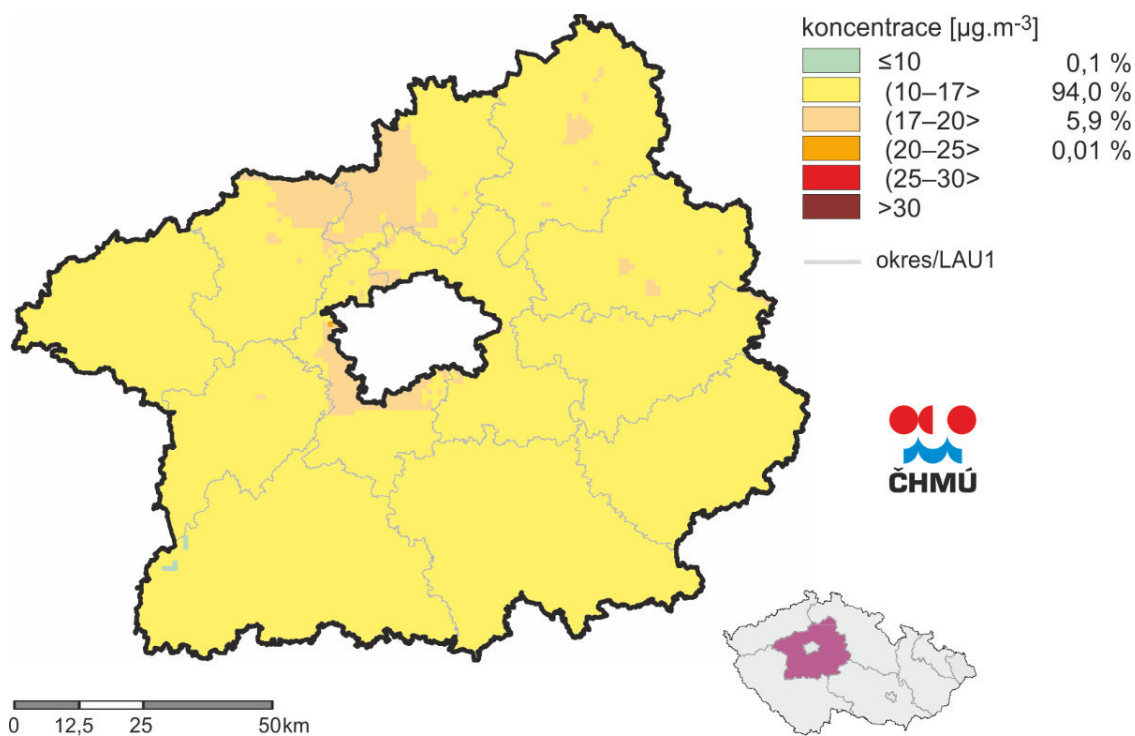 koncentrace [µg.m-3]
≤10 0,1 %
(10–17> 94,0 %
(17–20> 5,9 %
(20–25> 0,01 %
(25–30>
>30
okres/LAU1
ČHMÚ
0 12,5 25 50km